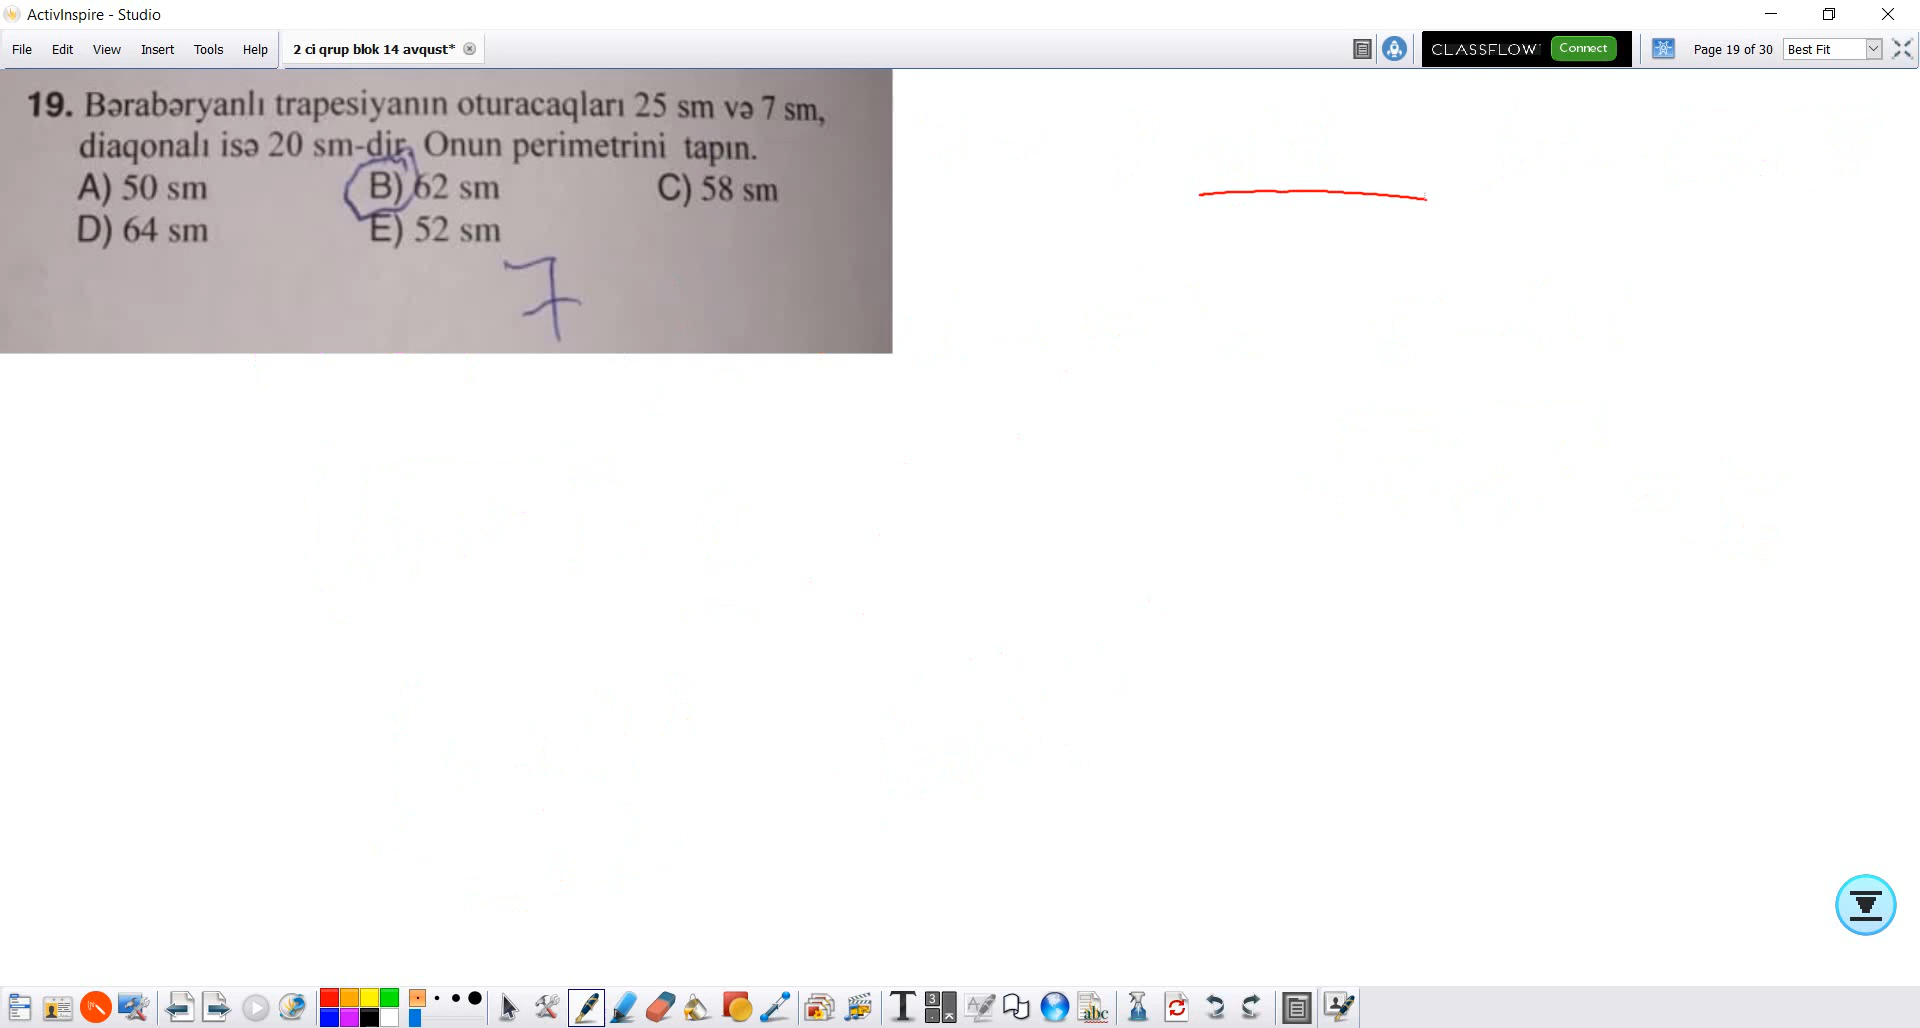 ActivInspire - Studio
File Edit View Insert Tools Help 2 ci qrup blok 14 avqust* CLASSFLOW Connect Page 19 of 30 Best Fit
19. Bərabəryanlı trapesiyanın oturacaqları 25 sm və 7 sm,
diaqonalı isə 20 sm-dir. Onun perimetrini tapın.
A) 50 sm B) 62 sm C) 58 sm
D) 64 sm E) 52 sm
7